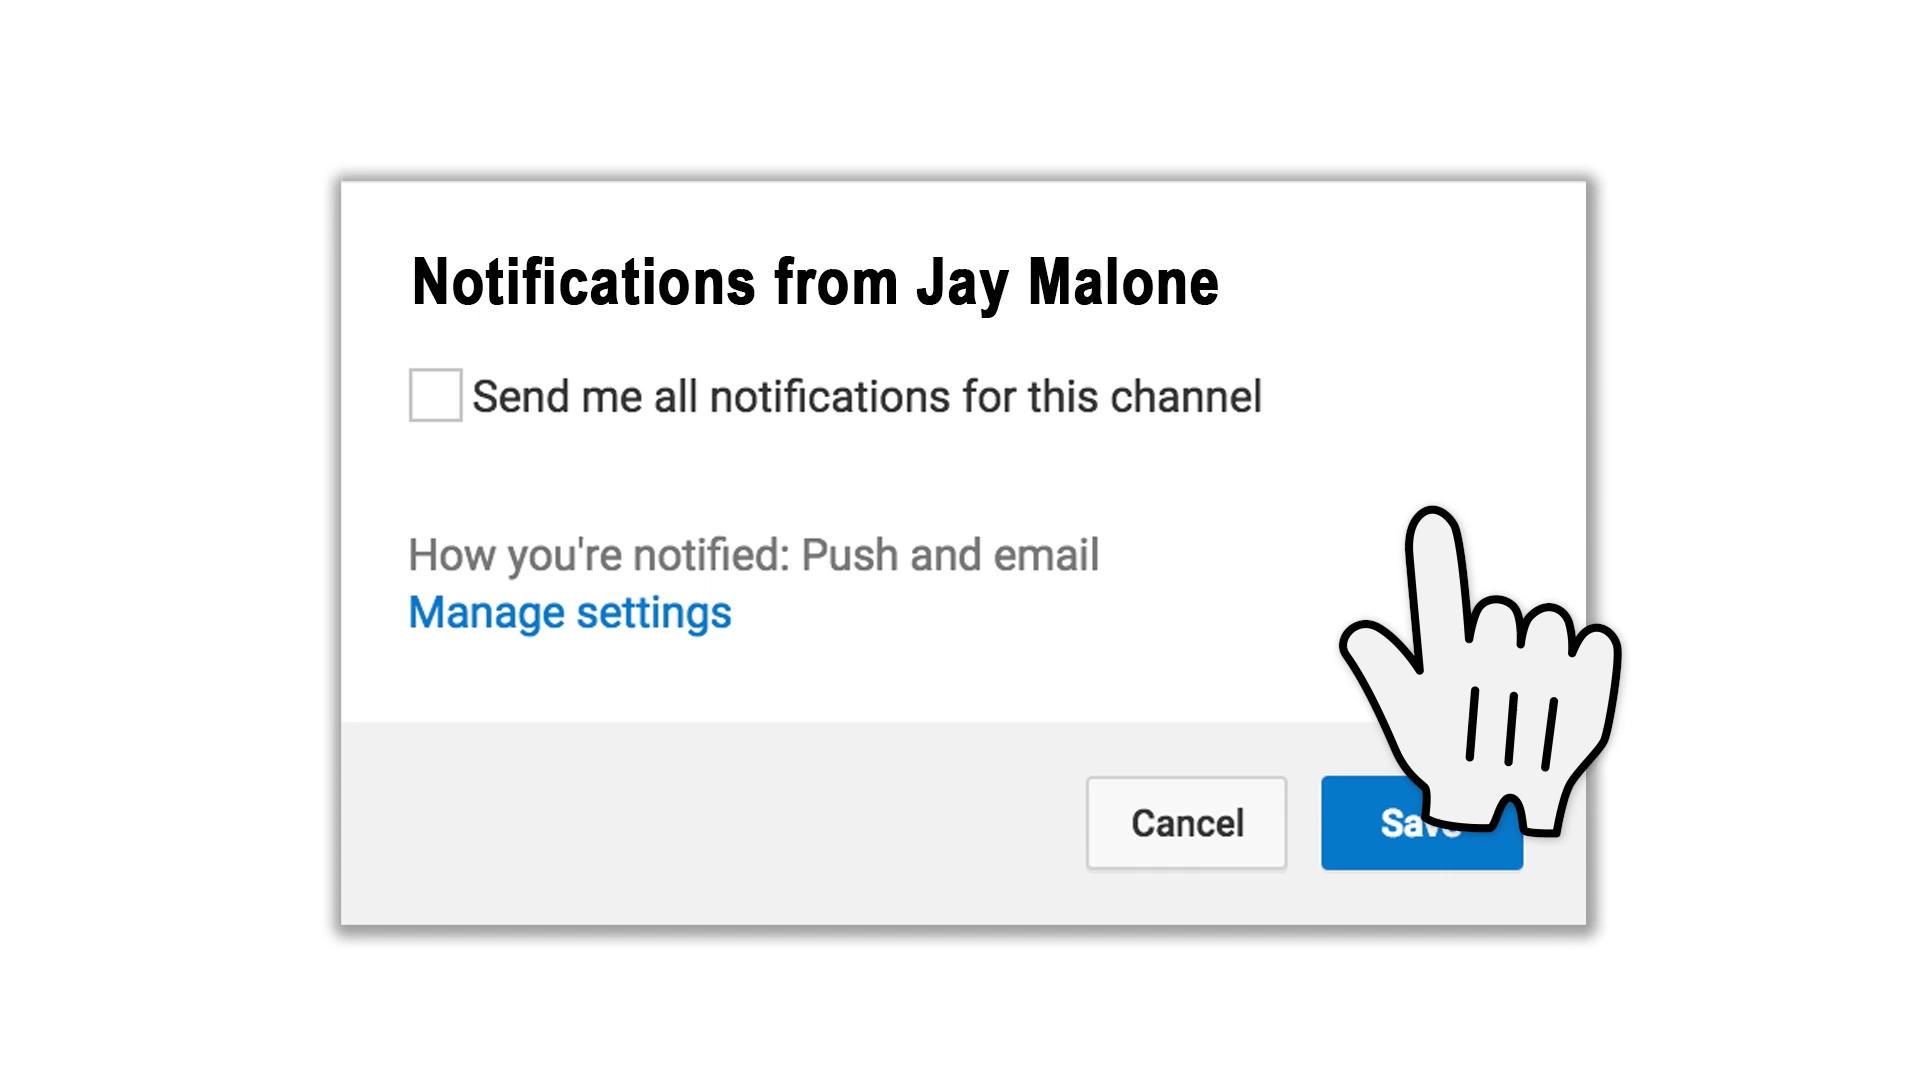 Notifications from Jay Malone
Send me all notifications for this channel
How you're notified: Push and email
Manage settings
Cancel
Save